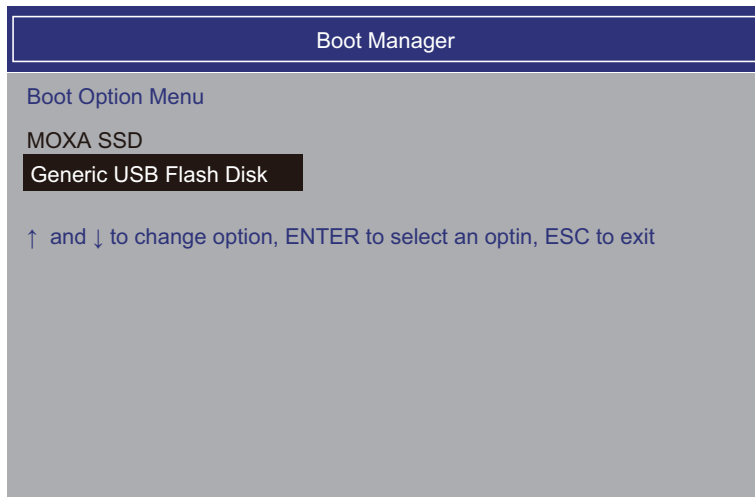 Boot Manager
Boot Option Menu
MOXA SSD
Generic USB Flash Disk
↑ and ↓ to change option, ENTER to select an optin, ESC to exit